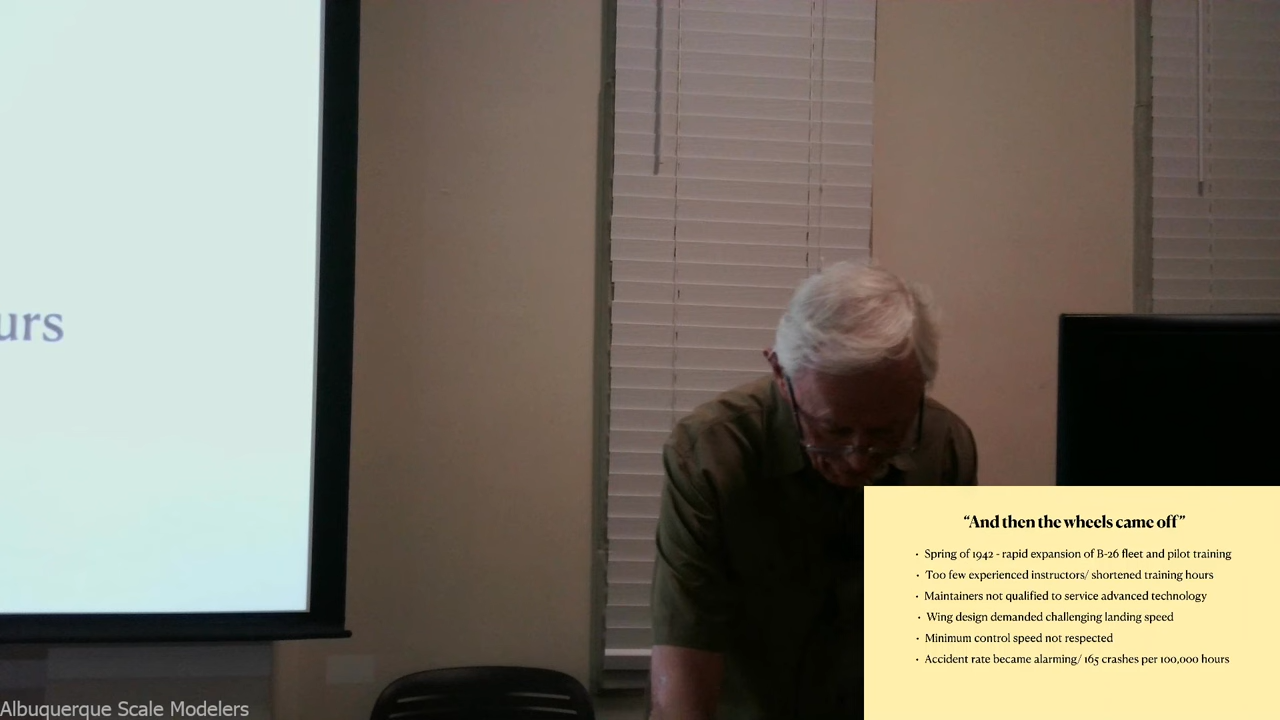 urs
“And then the wheels came off”
• Spring of 1942 - rapid expansion of B-26 fleet and pilot training
• Too few experienced instructors/ shortened training hours
• Maintainers not qualified to service advanced technology
• Wing design demanded challenging landing speed
• Minimum control speed not respected
• Accident rate became alarming/ 165 crashes per 100,000 hours
Albuquerque Scale Modelers